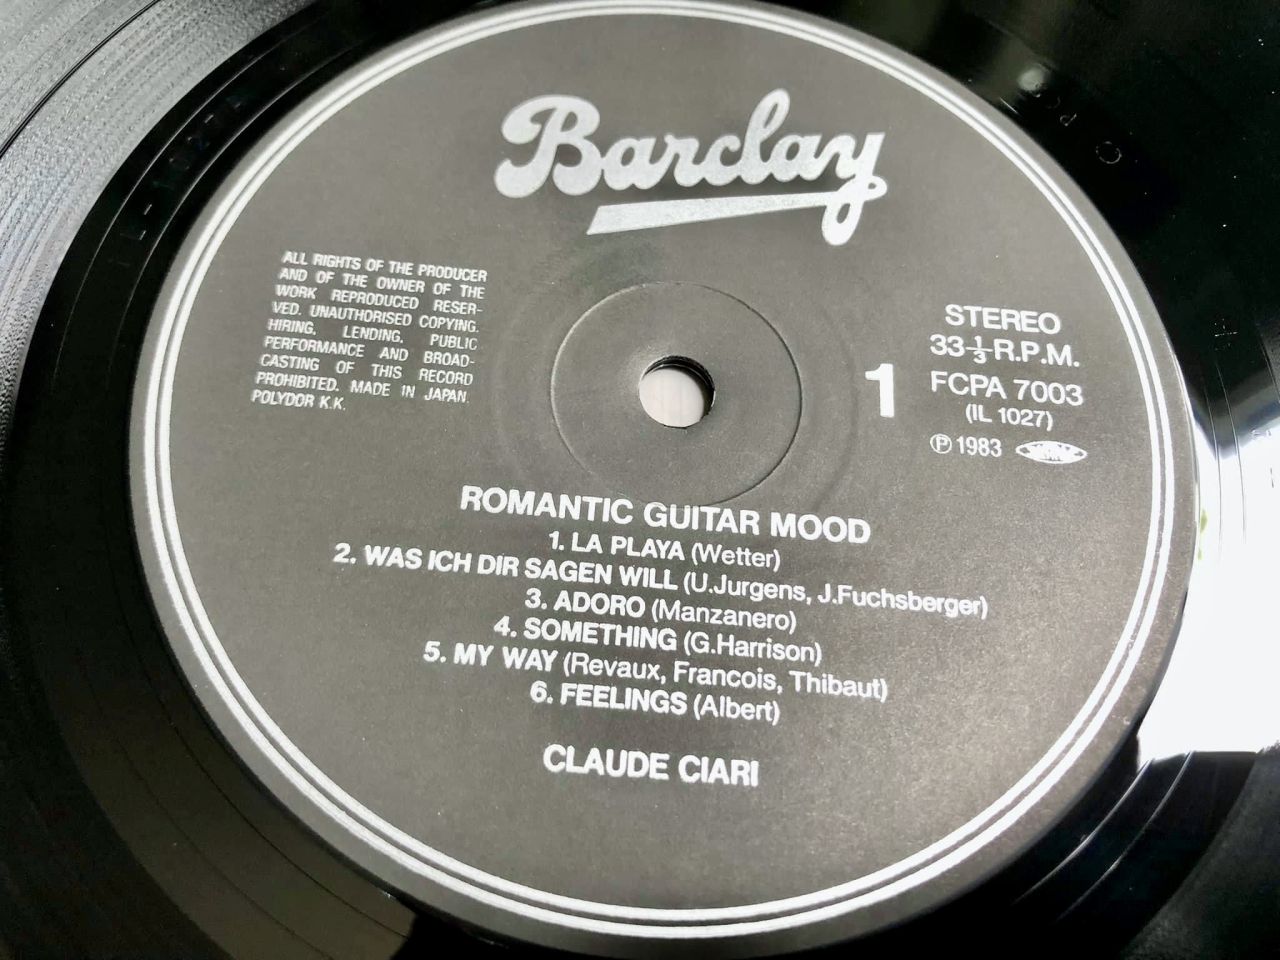 Barclay
ALL RIGHTS OF THE PRODUCER
AND OF THE OWNER OF THE
WORK REPRODUCED RESER-
VED. UNAUTHORISED COPYING.
HIRING, LENDING, PUBLIC
PERFORMANCE AND BROAD-
CASTING OF THIS RECORD
PROHIBITED. MADE IN JAPAN.
POLYDOR K.K.
STEREO
33⅓ R.P.M.
1
FCPA 7003
(IL 1027)
℗ 1983
ROMANTIC GUITAR MOOD
1. LA PLAYA (Wetter)
2. WAS ICH DIR SAGEN WILL (U.Jurgens, J.Fuchsberger)
3. ADORO (Manzanero)
4. SOMETHING (G.Harrison)
5. MY WAY (Revaux, Francois, Thibaut)
6. FEELINGS (Albert)
CLAUDE CIARI